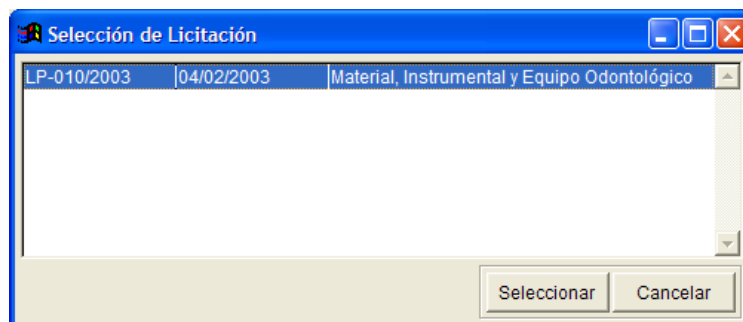 Selección de Licitación
LP-010/2003 04/02/2003 Material, Instrumental y Equipo Odontológico
Seleccionar Cancelar